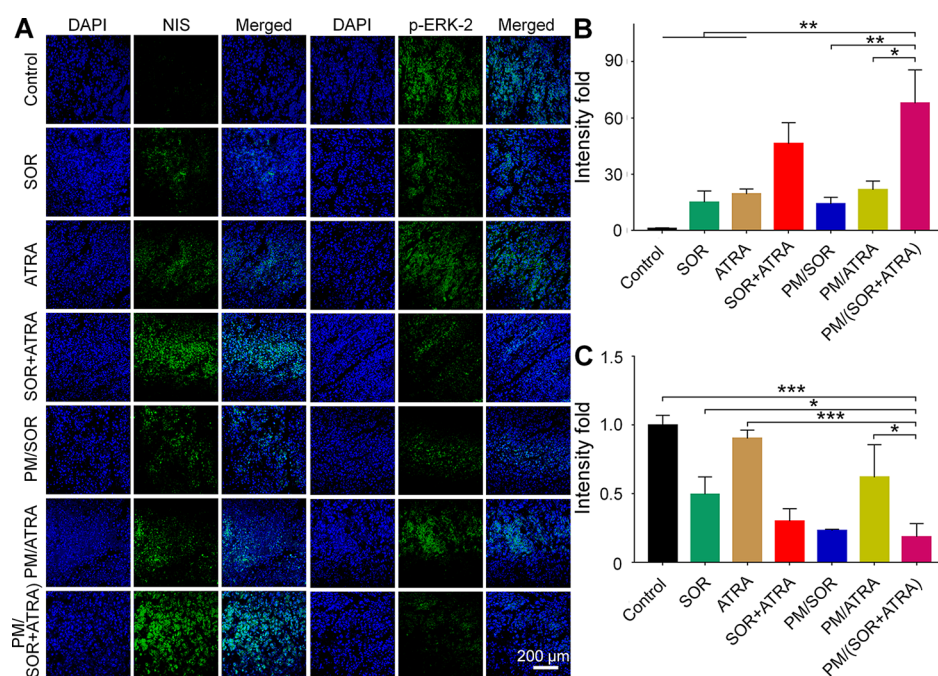 A
DAPI NIS Merged DAPI p-ERK-2 Merged
Control
SOR
ATRA
SOR+ATRA
PM/SOR
PM/ATRA
PM/
SOR+ATRA)
200 µm
B
Intensity fold
90
60
30
0
** 
**
*
Control SOR ATRA SOR+ATRA PM/SOR PM/ATRA PM/(SOR+ATRA)
C
Intensity fold
1.5
1.0
0.5
0
***
*
***
*
Control SOR ATRA SOR+ATRA PM/SOR PM/ATRA PM/(SOR+ATRA)